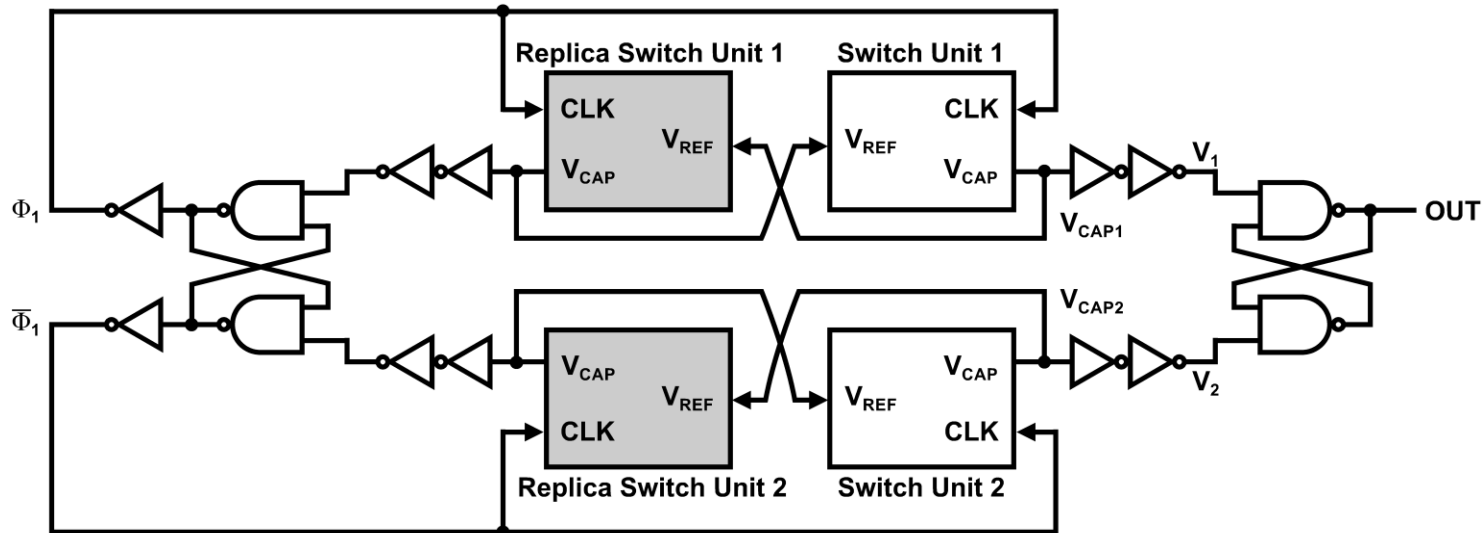 Replica Switch Unit 1
Switch Unit 1
CLK
V_REF
V_CAP
CLK
V_REF
V_CAP
V_1
Φ_1
V_CAP1
OUT
Φ̅_1
V_CAP2
V_CAP
V_REF
CLK
V_CAP
V_REF
CLK
V_2
Replica Switch Unit 2
Switch Unit 2